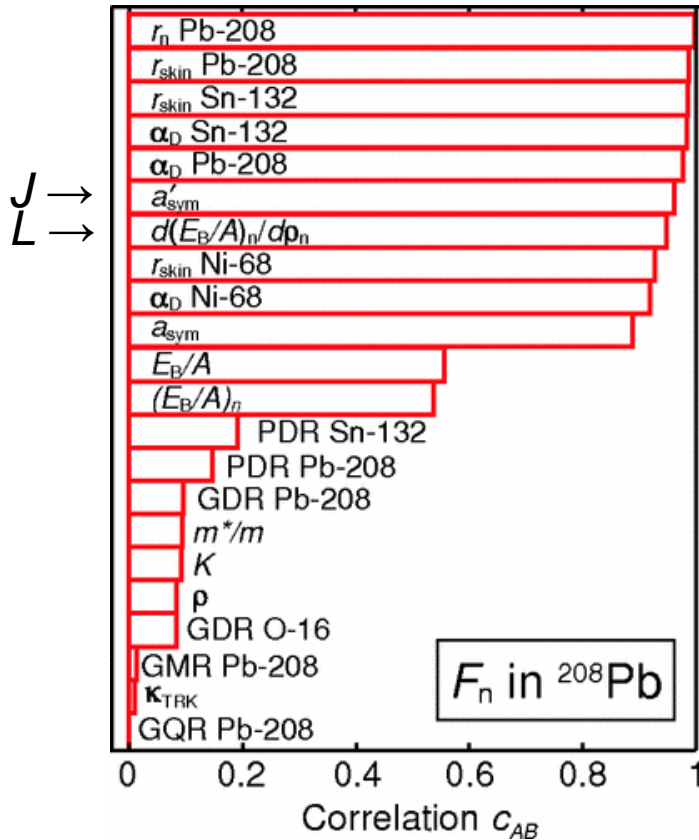 r_n Pb-208
r_skin Pb-208
r_skin Sn-132
α_D Sn-132
α_D Pb-208
J → a'_sym
L → d(E_B/A)_n/dρ_n
r_skin Ni-68
α_D Ni-68
a_sym
E_B/A
(E_B/A)_n
PDR Sn-132
PDR Pb-208
GDR Pb-208
m*/m
K
ρ
GDR O-16
GMR Pb-208
κ_TRK
GQR Pb-208
F_n in ²⁰⁸Pb
0 0.2 0.4 0.6 0.8 1
Correlation c_AB